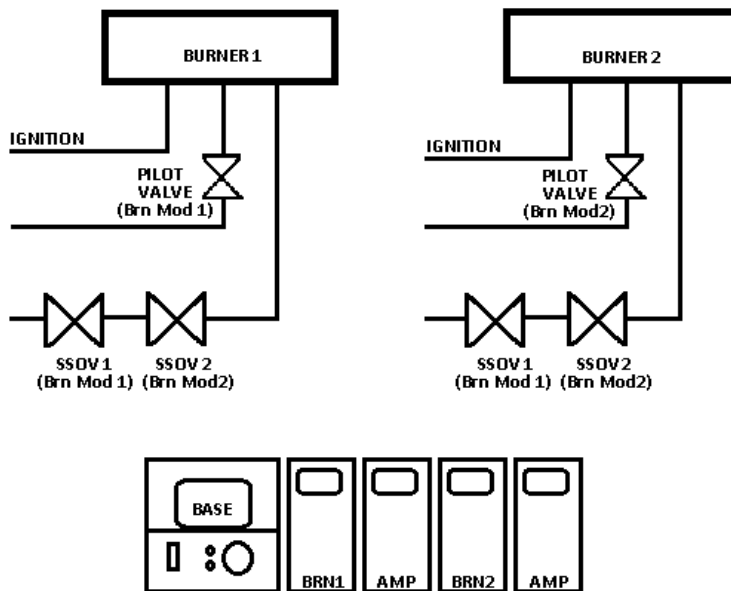 BURNER 1
IGNITION
PILOT
VALVE
(Brn Mod 1)
SSOV 1
(Brn Mod 1)
SSOV 2
(Brn Mod2)
BURNER 2
IGNITION
PILOT
VALVE
(Brn Mod2)
SSOV 1
(Brn Mod 1)
SSOV 2
(Brn Mod2)
BASE
BRN1
AMP
BRN2
AMP